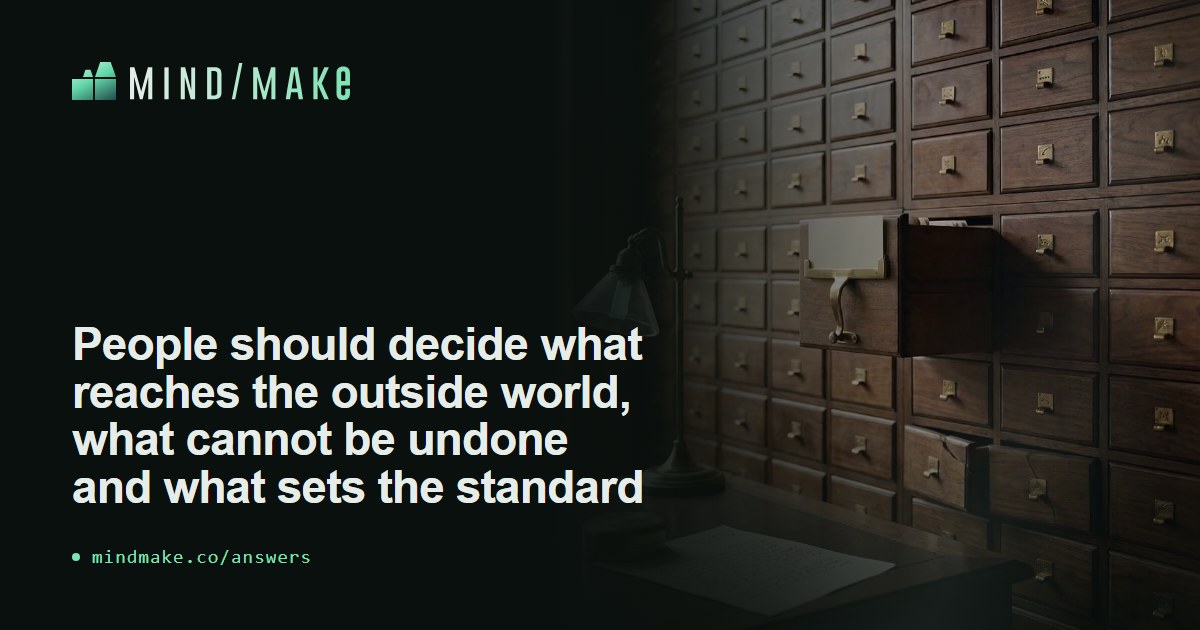 MIND/MAKE
People should decide what
reaches the outside world,
what cannot be undone
and what sets the standard
mindmake.co/answers